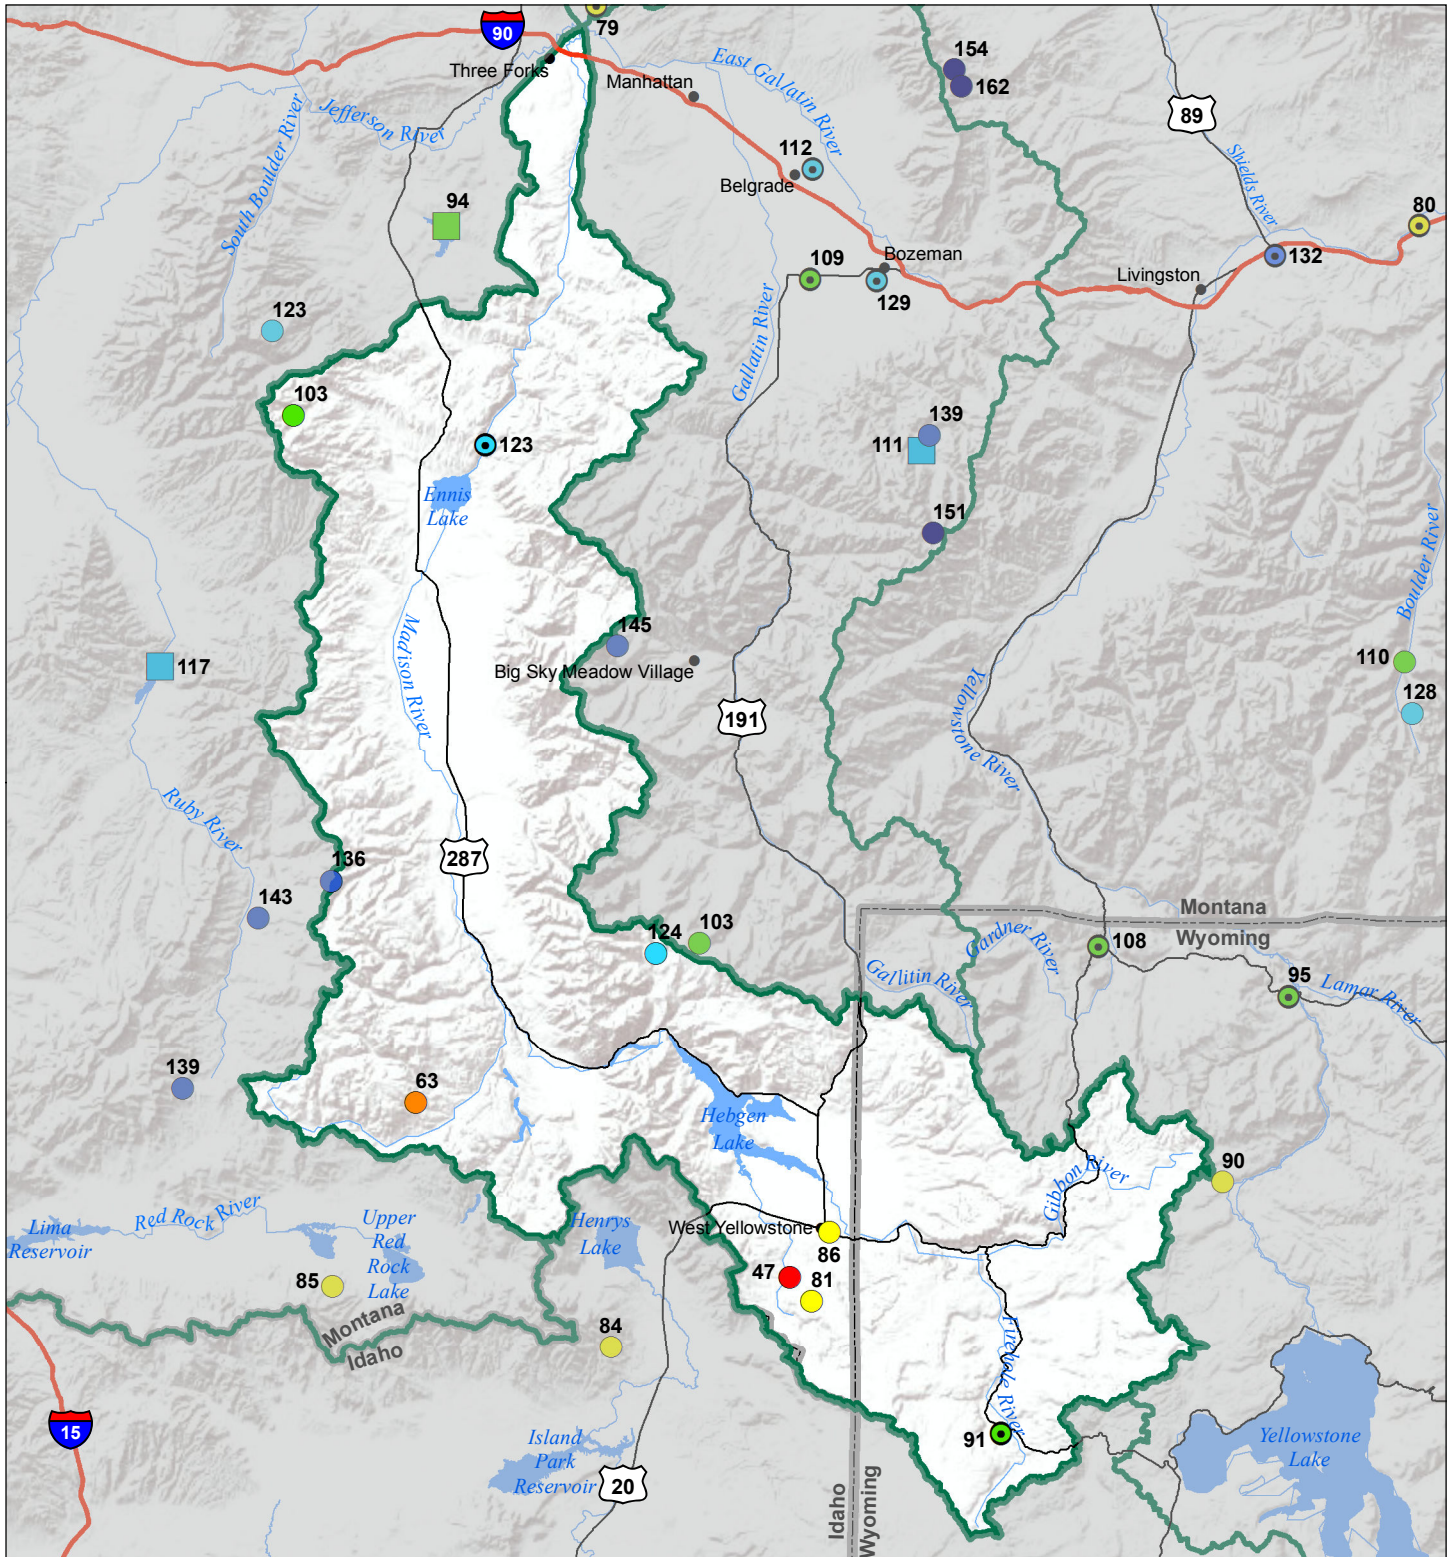 90
79
Three Forks
Manhattan
East Gallatin River
154
162
89
Jefferson River
South Boulder River
112
Belgrade
Shields River
94
80
109
Bozeman
129
132
Livingston
123
Gallatin River
103
123
139
111
Ennis
Lake
151
Boulder River
Madison River
145
Big Sky Meadow Village
117
110
128
191
Yellowstone River
Ruby River
287
136
143
Montana
Wyoming
124
103
Gardner River
108
Gallitin River
95
Lamar River
139
63
Hebgen
Lake
Gibbon River
90
Lima
Reservoir
Red Rock River
Upper
Red
Rock
Lake
Henrys
Lake
West Yellowstone
86
47
81
85
Montana
Idaho
84
Firehole River
15
91
Island
Park
Reservoir
20
Idaho
Wyoming
Yellowstone
Lake